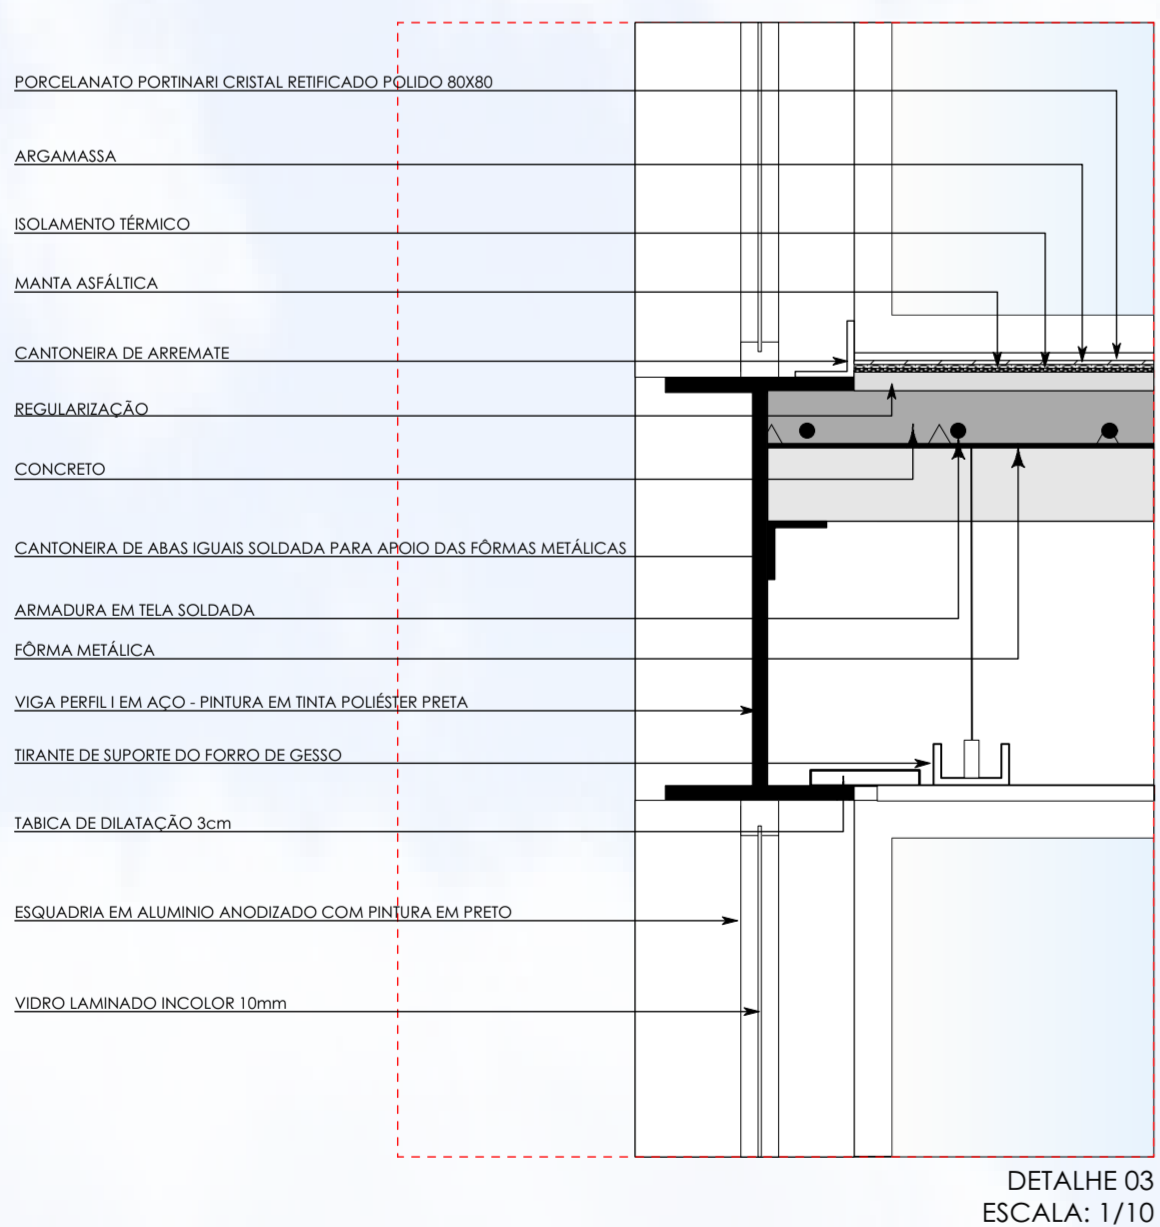 PORCELANATO PORTINARI CRISTAL RETIFICADO POLIDO 80X80
ARGAMASSA
ISOLAMENTO TÉRMICO
MANTA ASFÁLTICA
CANTONEIRA DE ARREMATE
REGULARIZAÇÃO
CONCRETO
CANTONEIRA DE ABAS IGUAIS SOLDADA PARA APOIO DAS FÔRMAS METÁLICAS
ARMADURA EM TELA SOLDADA
FÔRMA METÁLICA
VIGA PERFIL I EM AÇO - PINTURA EM TINTA POLIÉSTER PRETA
TIRANTE DE SUPORTE DO FORRO DE GESSO
TABICA DE DILATAÇÃO 3cm
ESQUADRIA EM ALUMINIO ANODIZADO COM PINTURA EM PRETO
VIDRO LAMINADO INCOLOR 10mm
DETALHE 03
ESCALA: 1/10